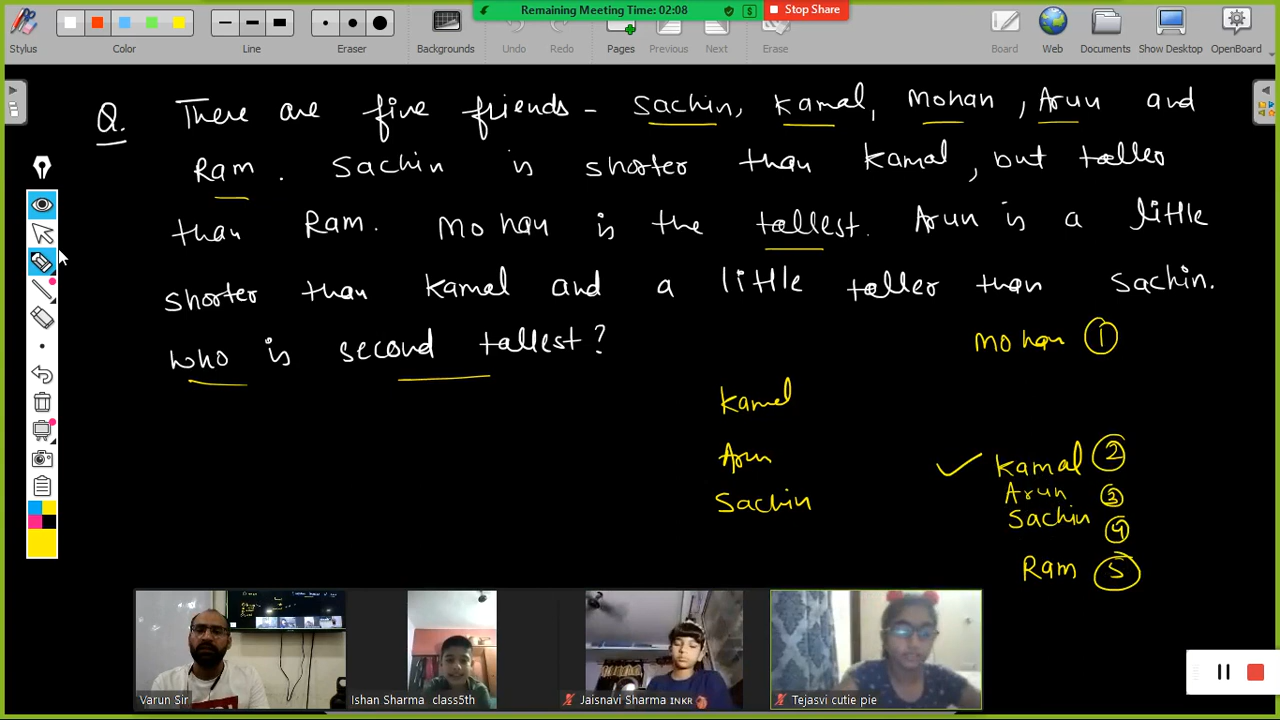 Remaining Meeting Time: 02:08
Stop Share
Stylus Color Line Eraser Backgrounds Undo Redo Pages Previous Next Erase Board Web Documents Show Desktop OpenBoard
Q. There are five friends - Sachin, Kamal, Mohan, Arun and
Ram. Sachin is shorter than Kamal, but taller
than Ram. Mohan is the tallest. Arun is a little
shorter than Kamal and a little taller than Sachin.
who is second tallest?
Mohan 1
Kamal
Arun
Sachin
Kamal 2
Arun 3
Sachin 4
Ram 5
Varun Sir
Ishan Sharma class5th
Jaisnavi Sharma INKR
Tejasvi cutie pie